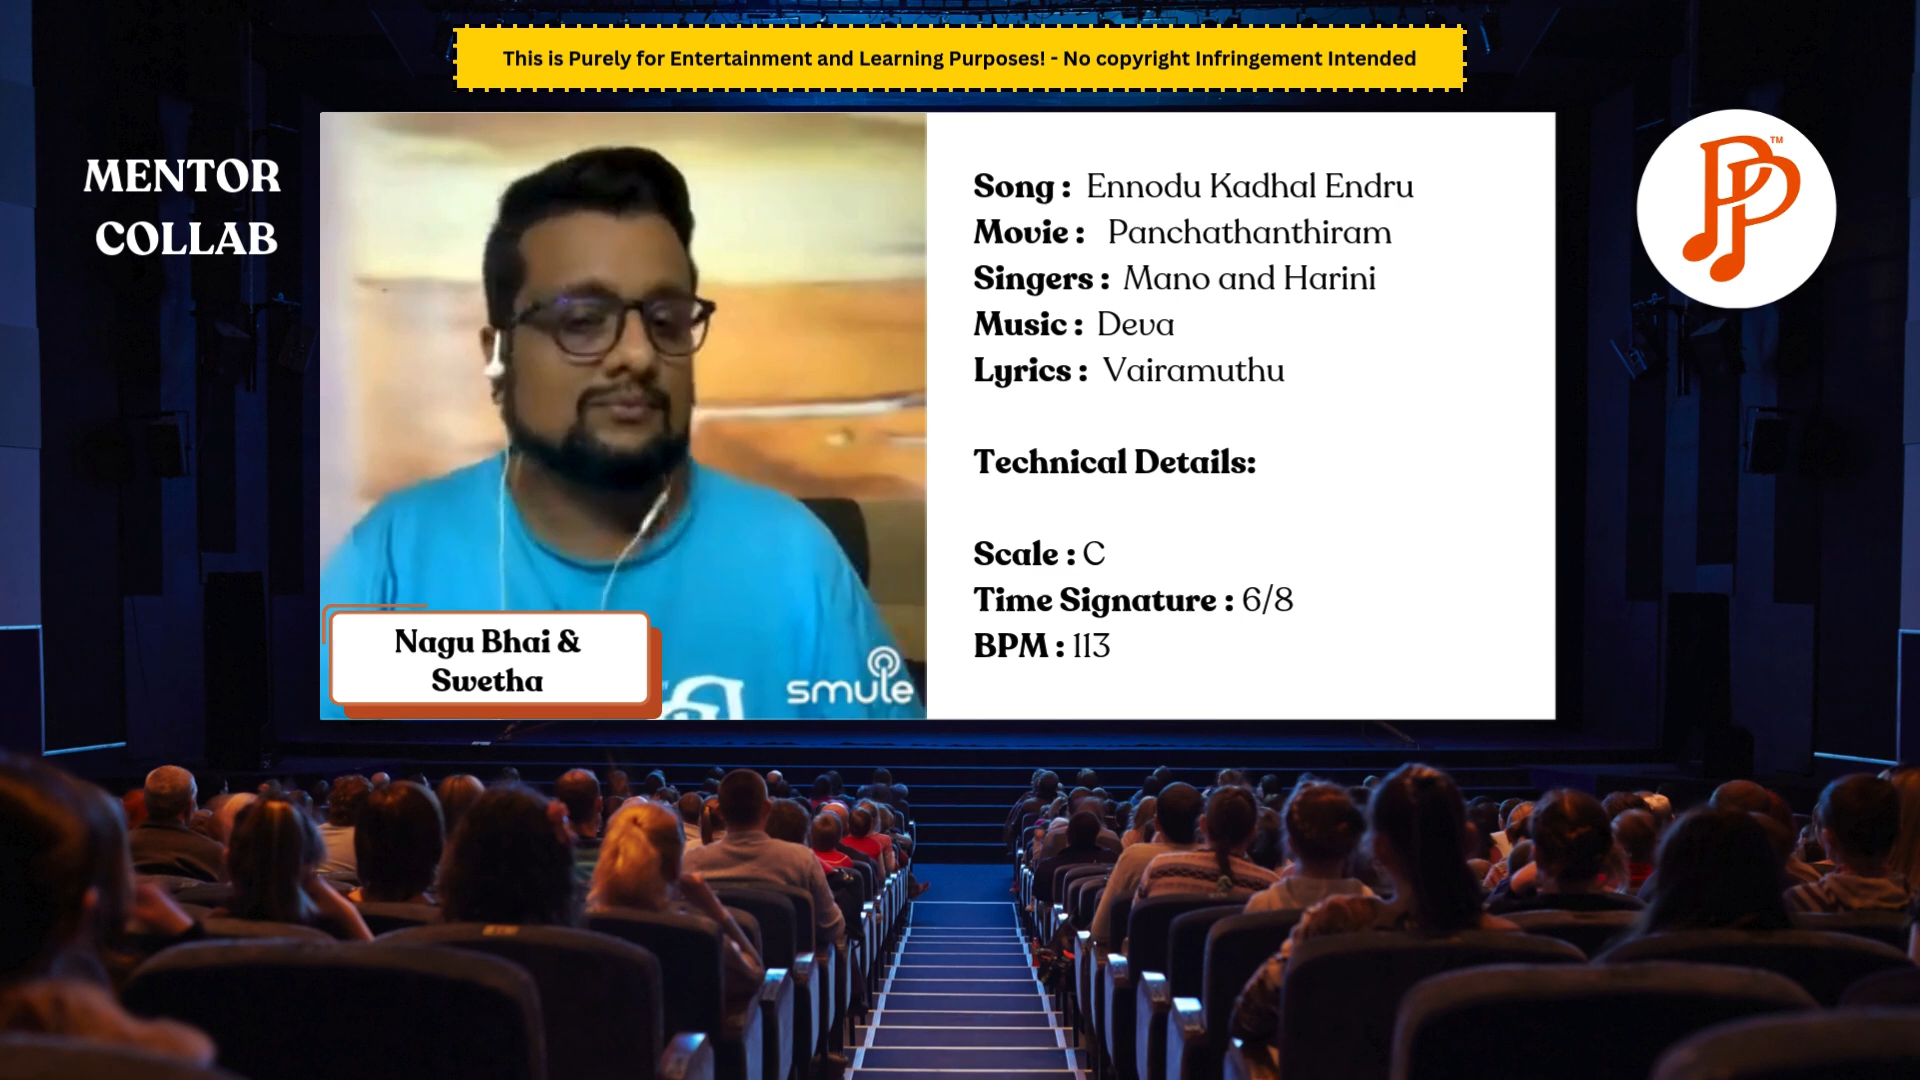 This is Purely for Entertainment and Learning Purposes! - No copyright Infringement Intended
MENTOR
COLLAB
Song : Ennodu Kadhal Endru
Movie : Panchathanthiram
Singers : Mano and Harini
Music : Deva
Lyrics : Vairamuthu
Technical Details:
Scale : C
Time Signature : 6/8
BPM : 113
Nagu Bhai &
Swetha
smule
PP
TM